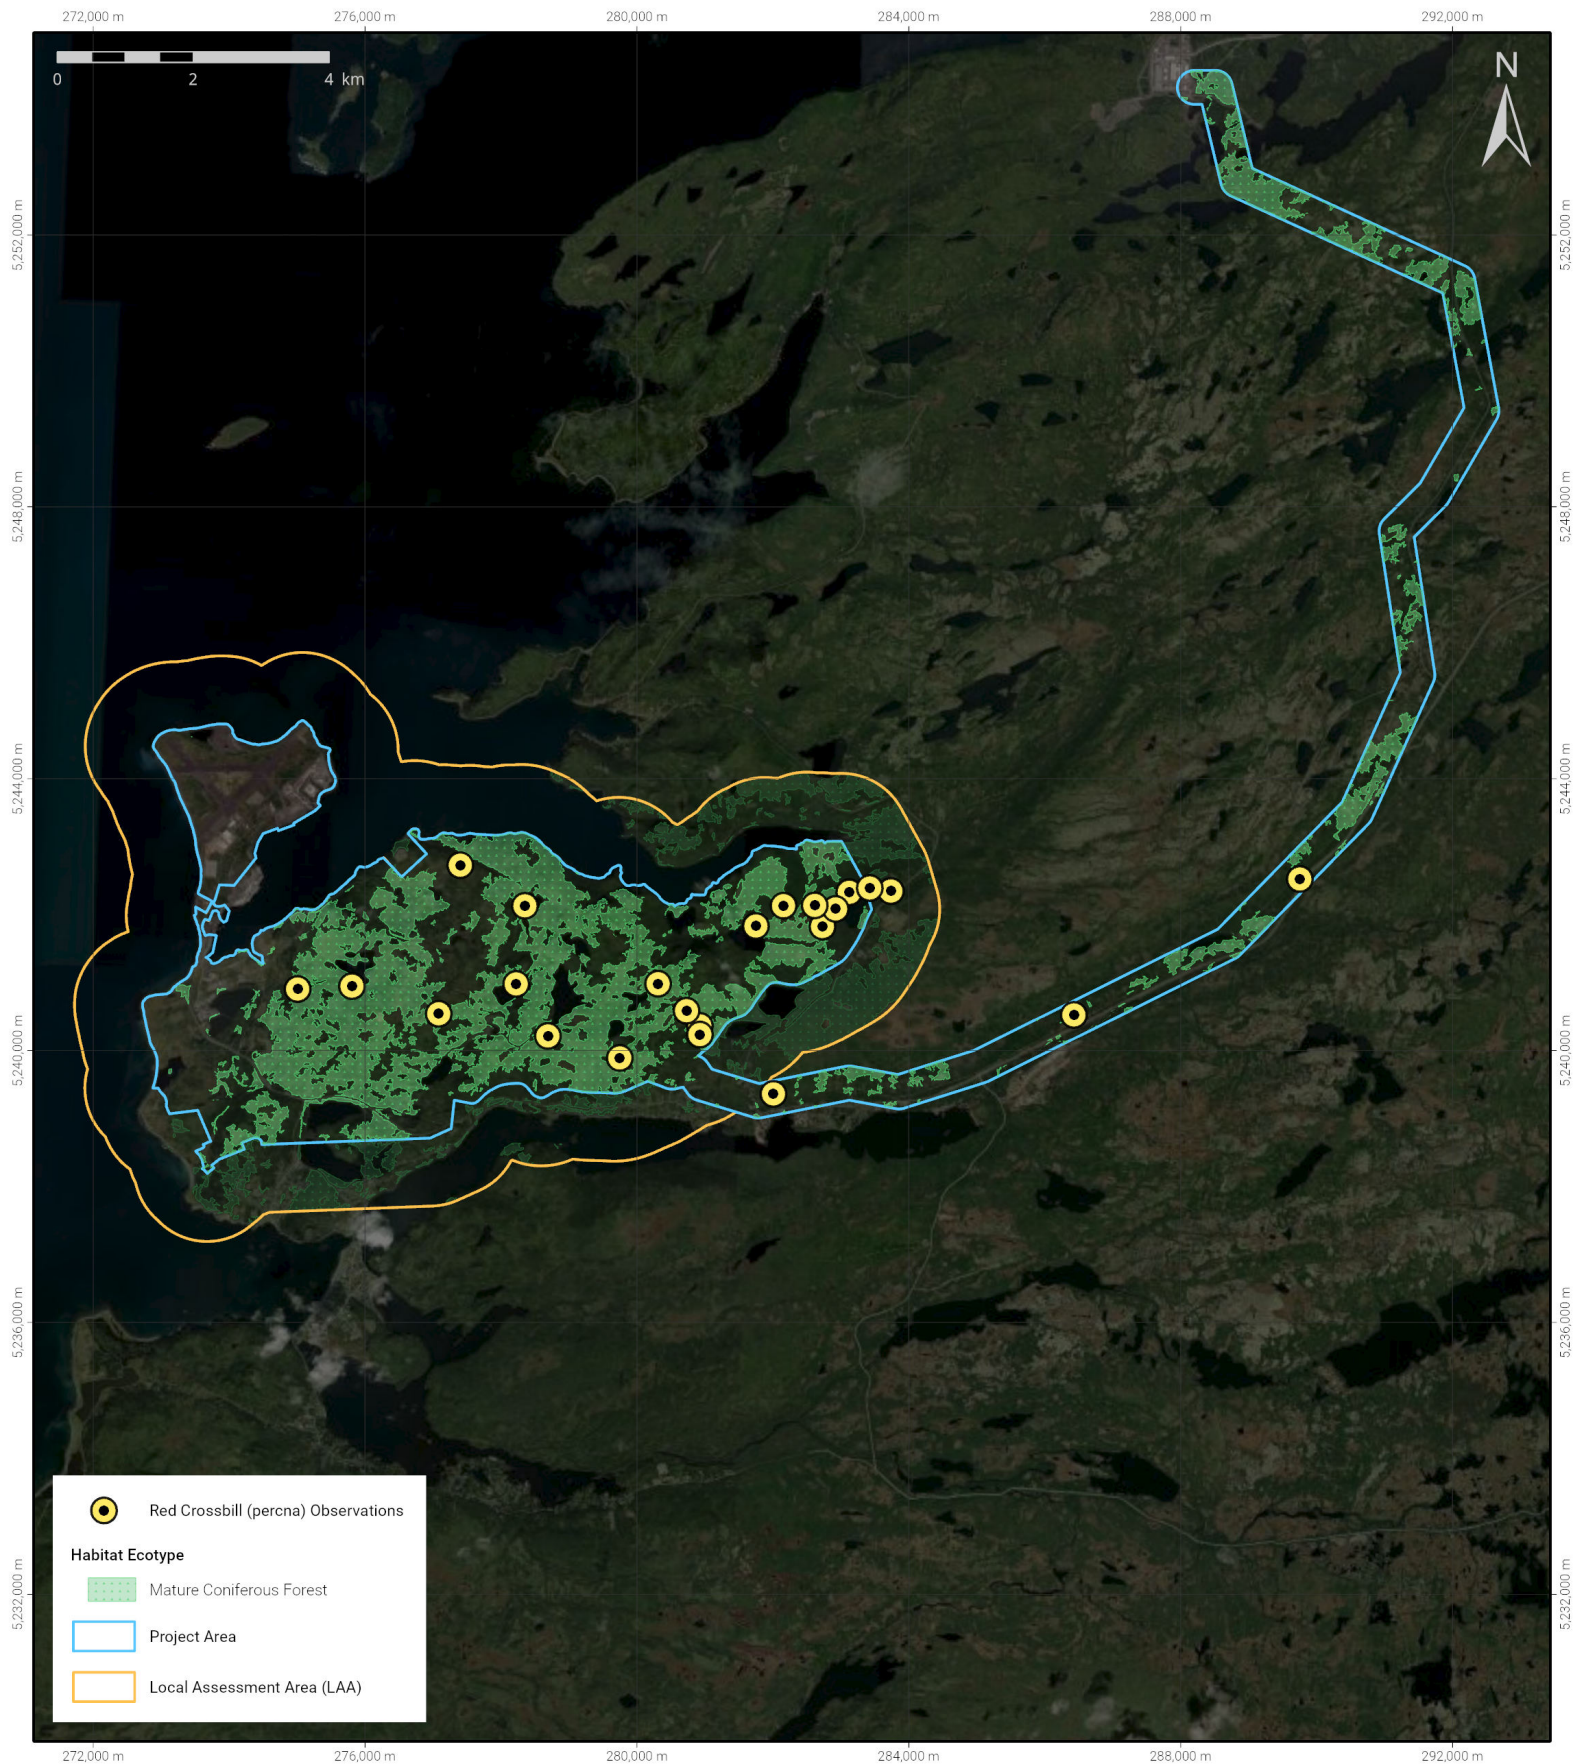 272,000 m 276,000 m 280,000 m 284,000 m 288,000 m 292,000 m
0 2 4 km
N
5,252,000 m 5,252,000 m
5,248,000 m 5,248,000 m
5,244,000 m 5,244,000 m
5,240,000 m 5,240,000 m
5,236,000 m 5,236,000 m
5,232,000 m 5,232,000 m
Red Crossbill (percna) Observations
Habitat Ecotype
Mature Coniferous Forest
Project Area
Local Assessment Area (LAA)
272,000 m 276,000 m 280,000 m 284,000 m 288,000 m 292,000 m